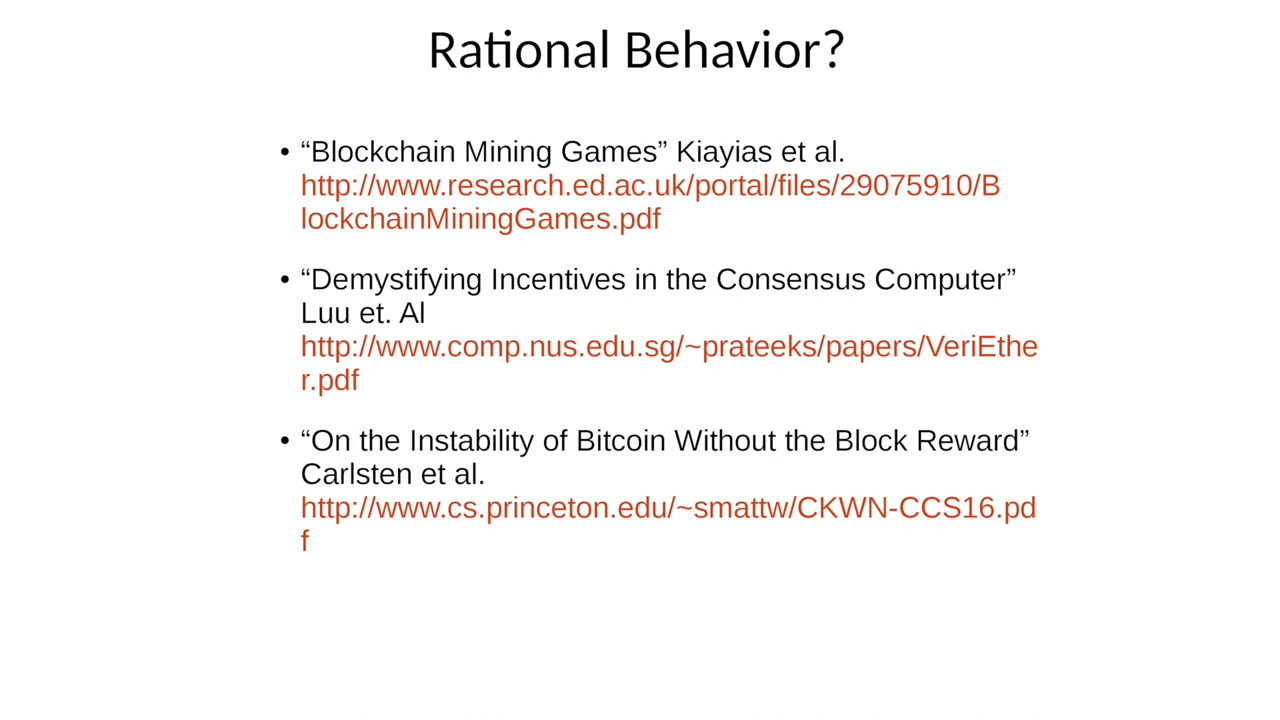 Rational Behavior?
• “Blockchain Mining Games” Kiayias et al.
http://www.research.ed.ac.uk/portal/files/29075910/B
lockchainMiningGames.pdf
• “Demystifying Incentives in the Consensus Computer”
Luu et. Al
http://www.comp.nus.edu.sg/~prateeks/papers/VeriEthe
r.pdf
• “On the Instability of Bitcoin Without the Block Reward”
Carlsten et al.
http://www.cs.princeton.edu/~smattw/CKWN-CCS16.pd
f